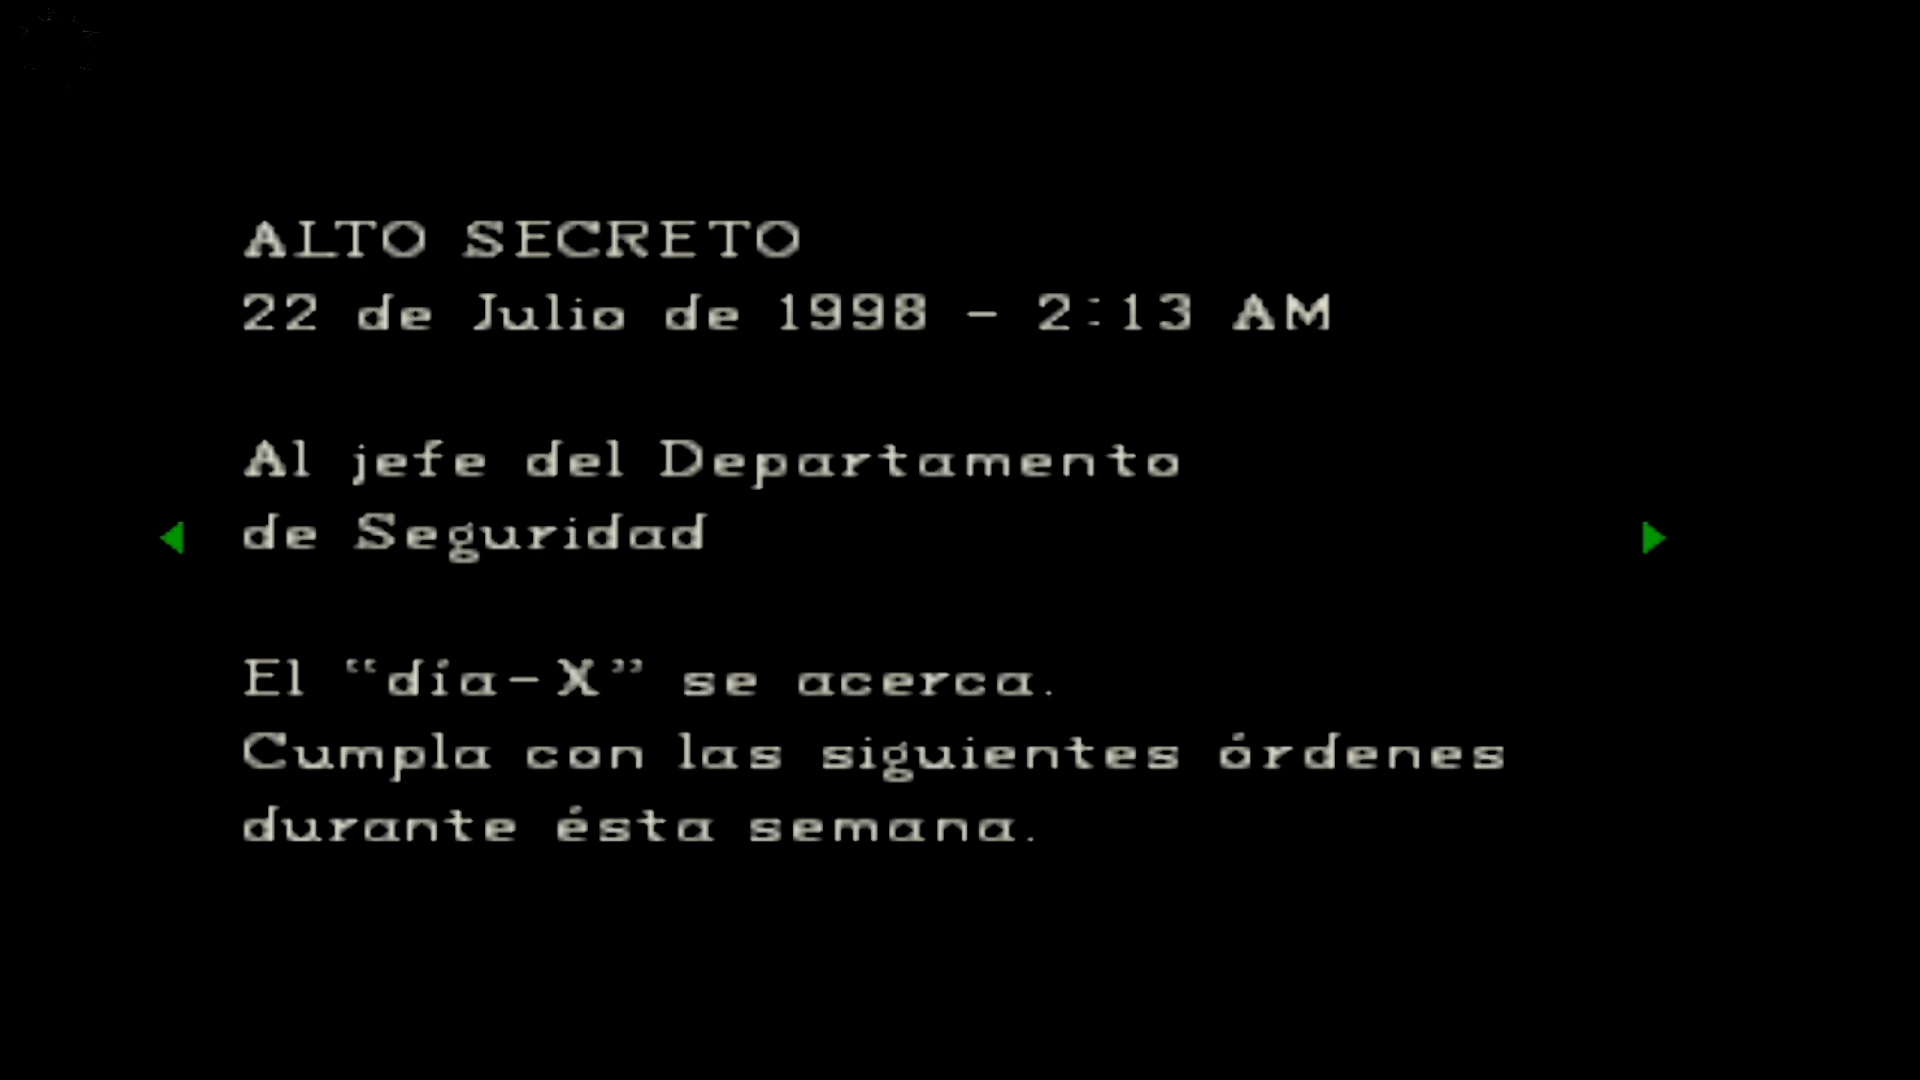 ALTO SECRETO
22 de Julio de 1998 - 2:13 AM
Al jefe del Departamento
de Seguridad
El “día-X” se acerca.
Cumpla con las siguientes órdenes
durante ésta semana.